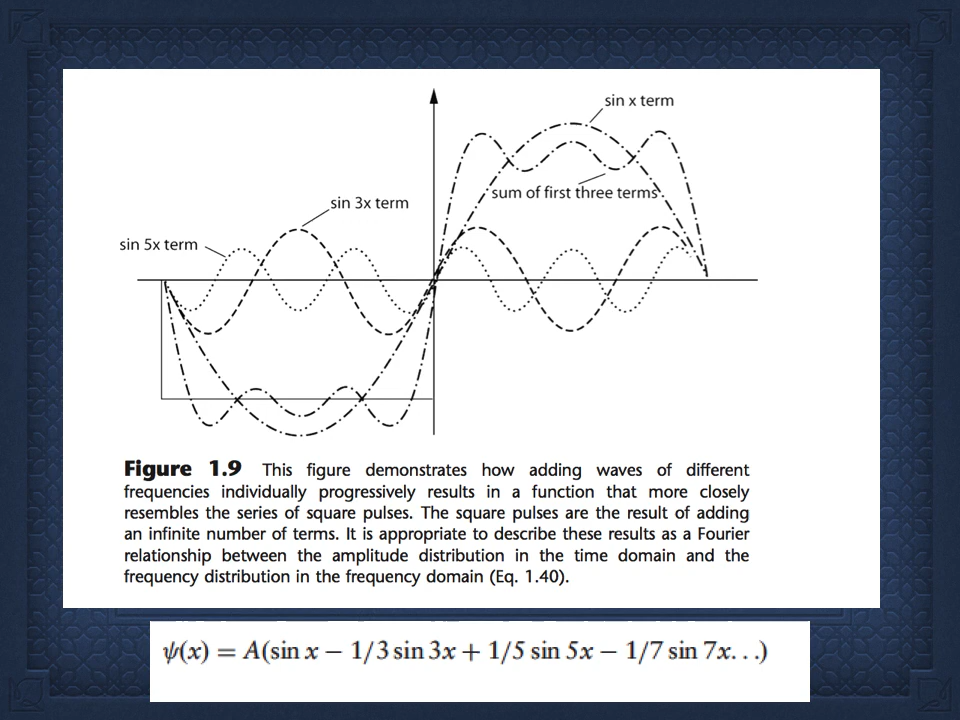 sin x term
sum of first three terms
sin 3x term
sin 5x term
Figure 1.9 This figure demonstrates how adding waves of different
frequencies individually progressively results in a function that more closely
resembles the series of square pulses. The square pulses are the result of adding
an infinite number of terms. It is appropriate to describe these results as a Fourier
relationship between the amplitude distribution in the time domain and the
frequency distribution in the frequency domain (Eq. 1.40).
ψ(x) = A(sin x − 1/3 sin 3x + 1/5 sin 5x − 1/7 sin 7x. . .)